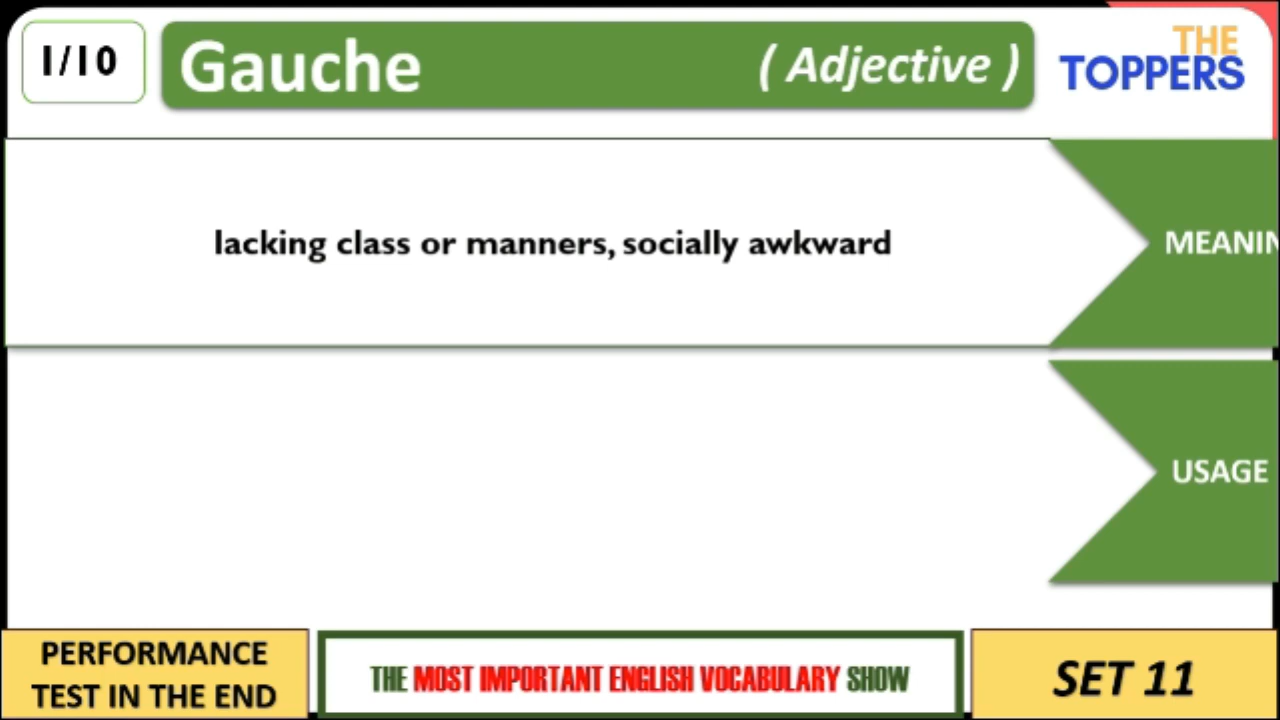 1/10
Gauche
( Adjective )
THE
TOPPERS
lacking class or manners, socially awkward
MEANIN
USAGE
PERFORMANCE
TEST IN THE END
THE MOST IMPORTANT ENGLISH VOCABULARY SHOW
SET 11